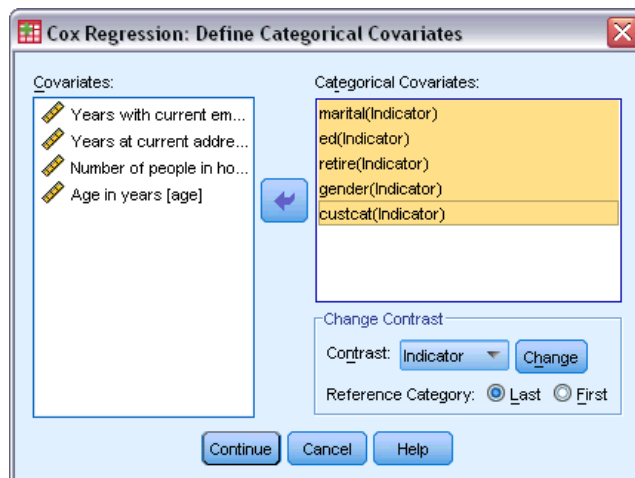 Cox Regression: Define Categorical Covariates
Covariates:
Years with current em...
Years at current addre...
Number of people in ho...
Age in years [age]
Categorical Covariates:
marital(Indicator)
ed(Indicator)
retire(Indicator)
gender(Indicator)
custcat(Indicator)
Change Contrast
Contrast: Indicator Change
Reference Category: Last First
Continue Cancel Help